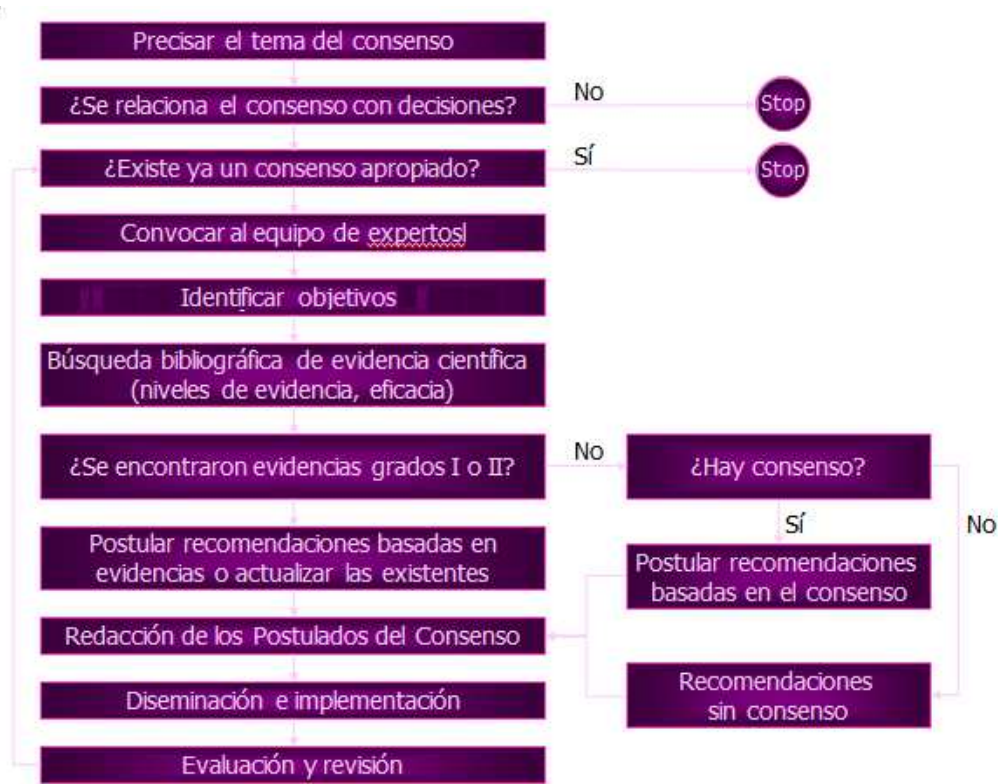 Precisar el tema del consenso
¿Se relaciona el consenso con decisiones?
No
Stop
¿Existe ya un consenso apropiado?
Sí
Stop
Convocar al equipo de expertos
Identificar objetivos
Búsqueda bibliográfica de evidencia científica
(niveles de evidencia, eficacia)
¿Se encontraron evidencias grados I o II?
No
¿Hay consenso?
Sí
No
Postular recomendaciones basadas en
evidencias o actualizar las existentes
Postular recomendaciones
basadas en el consenso
Redacción de los Postulados del Consenso
Recomendaciones
sin consenso
Diseminación e implementación
Evaluación y revisión